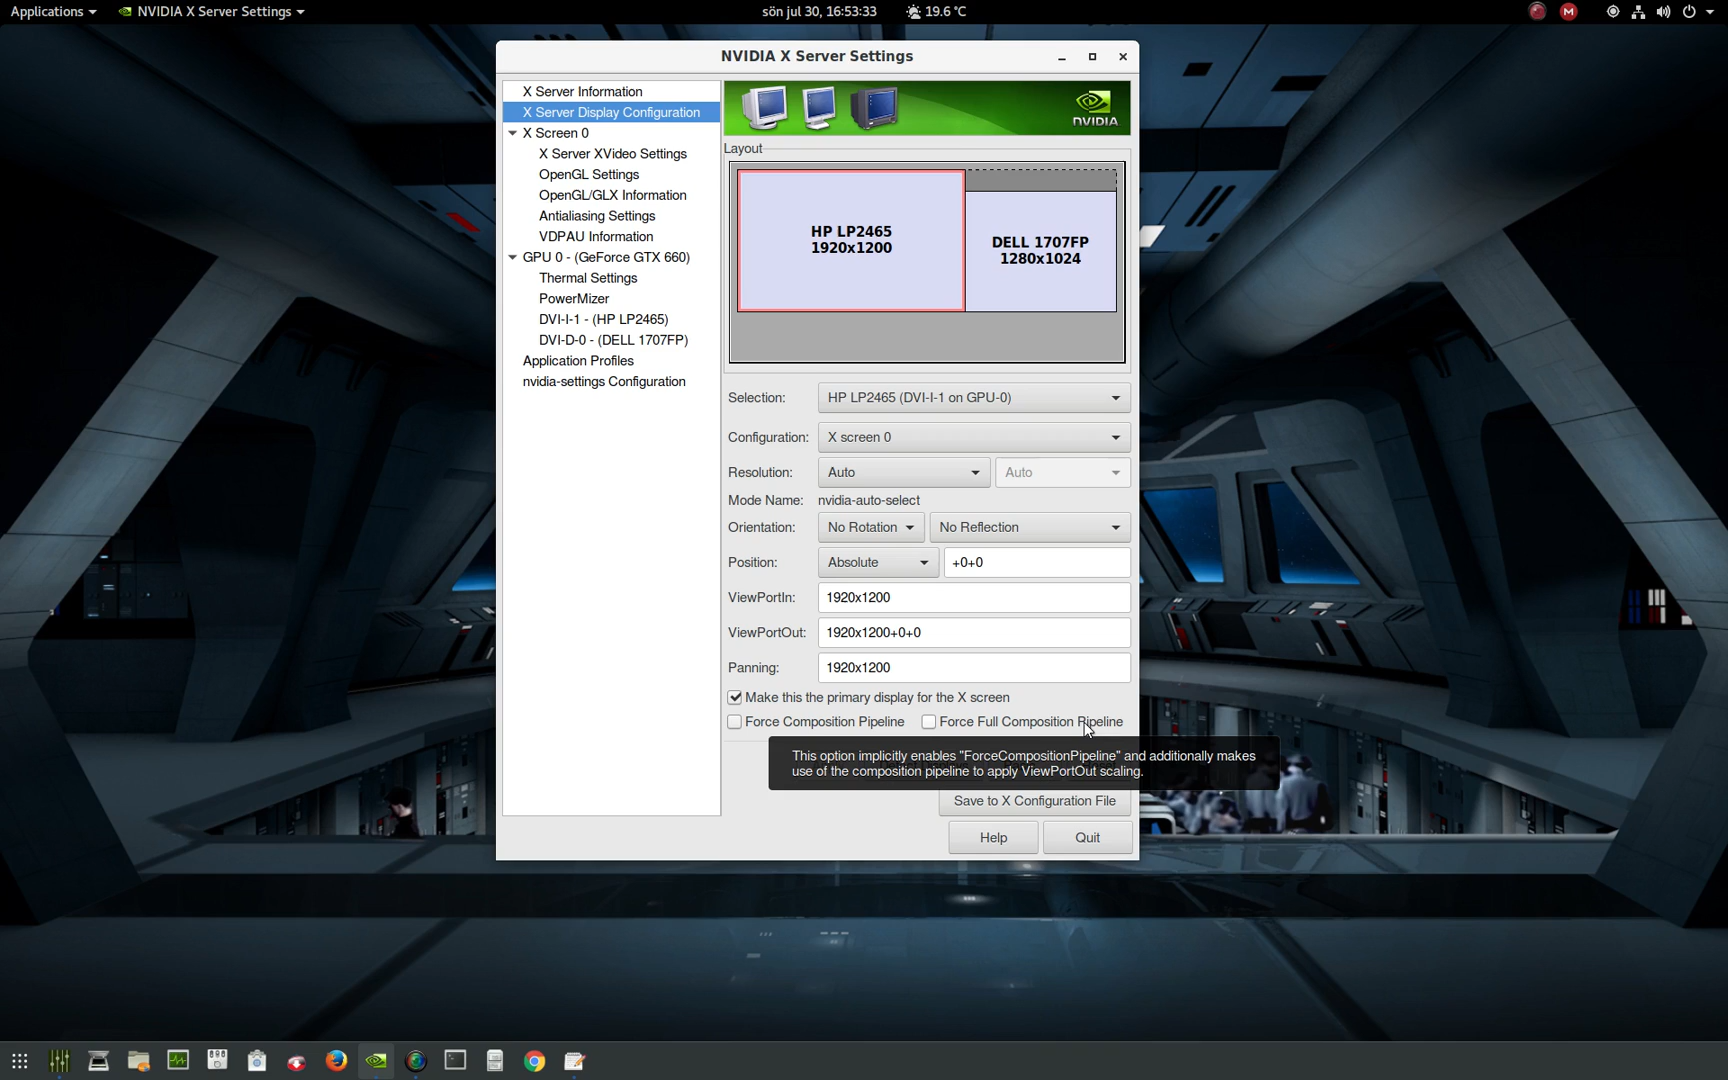 Applications
NVIDIA X Server Settings
sön jul 30, 16:53:33
19.6 °C
M
NVIDIA X Server Settings
X Server Information
X Server Display Configuration
X Screen 0
X Server XVideo Settings
OpenGL Settings
OpenGL/GLX Information
Antialiasing Settings
VDPAU Information
GPU 0 - (GeForce GTX 660)
Thermal Settings
PowerMizer
DVI-I-1 - (HP LP2465)
DVI-D-0 - (DELL 1707FP)
Application Profiles
nvidia-settings Configuration
NVIDIA
Layout
HP LP2465
1920x1200
DELL 1707FP
1280x1024
Selection: HP LP2465 (DVI-I-1 on GPU-0)
Configuration: X screen 0
Resolution: Auto Auto
Mode Name: nvidia-auto-select
Orientation: No Rotation No Reflection
Position: Absolute +0+0
ViewPortIn: 1920x1200
ViewPortOut: 1920x1200+0+0
Panning: 1920x1200
Make this the primary display for the X screen
Force Composition Pipeline Force Full Composition Pipeline
This option implicitly enables "ForceCompositionPipeline" and additionally makes
use of the composition pipeline to apply ViewPortOut scaling.
Save to X Configuration File
Help Quit